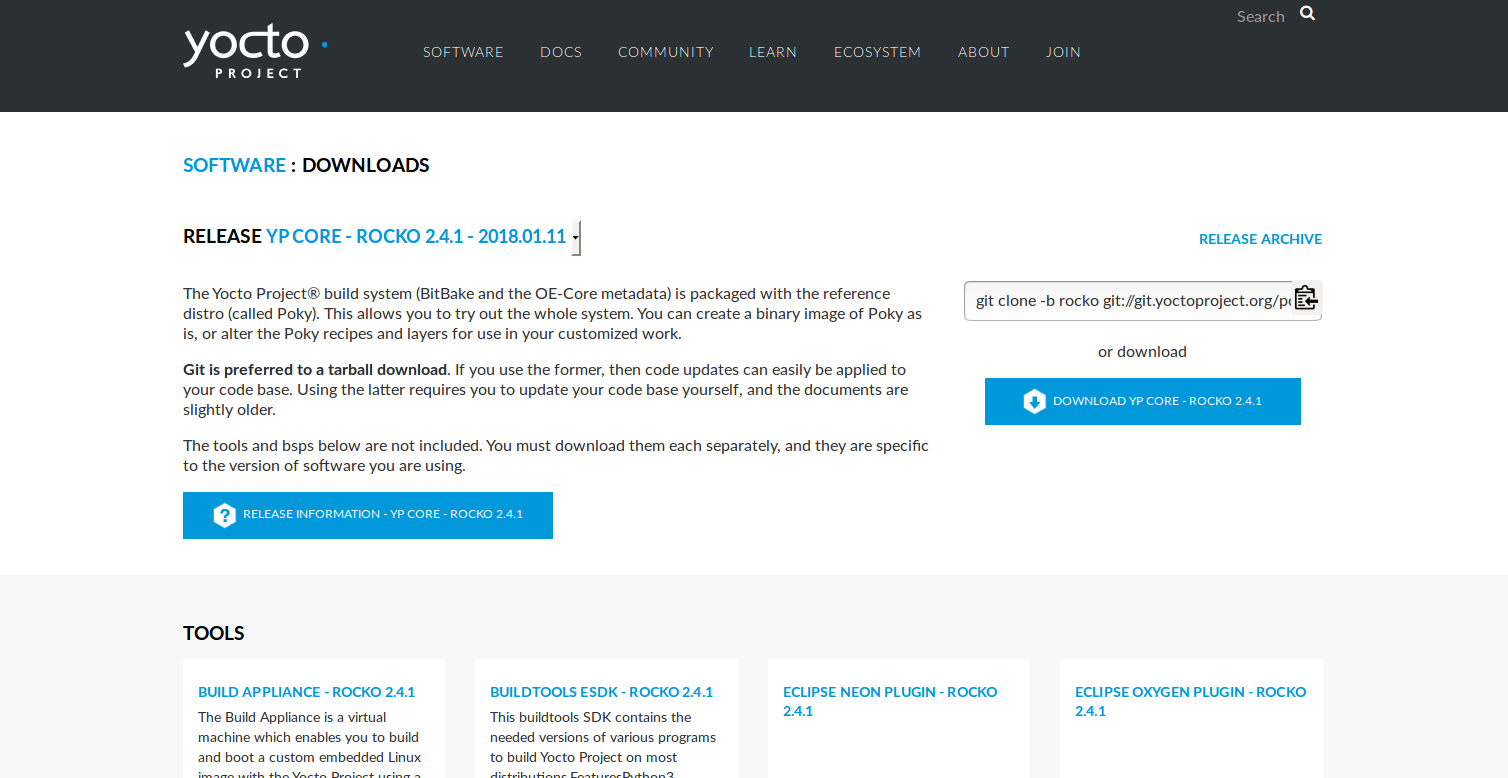 Search
yocto
PROJECT
SOFTWARE DOCS COMMUNITY LEARN ECOSYSTEM ABOUT JOIN
SOFTWARE : DOWNLOADS
RELEASE YP CORE - ROCKO 2.4.1 - 2018.01.11
RELEASE ARCHIVE
The Yocto Project® build system (BitBake and the OE-Core metadata) is packaged with the reference
distro (called Poky). This allows you to try out the whole system. You can create a binary image of Poky as
is, or alter the Poky recipes and layers for use in your customized work.
Git is preferred to a tarball download. If you use the former, then code updates can easily be applied to
your code base. Using the latter requires you to update your code base yourself, and the documents are
slightly older.
The tools and bsps below are not included. You must download them each separately, and they are specific
to the version of software you are using.
RELEASE INFORMATION - YP CORE - ROCKO 2.4.1
git clone -b rocko git://git.yoctoproject.org/po
or download
DOWNLOAD YP CORE - ROCKO 2.4.1
TOOLS
BUILD APPLIANCE - ROCKO 2.4.1
The Build Appliance is a virtual
machine which enables you to build
and boot a custom embedded Linux
image with the Yocto Project using a
BUILDTOOLS ESDK - ROCKO 2.4.1
This buildtools SDK contains the
needed versions of various programs
to build Yocto Project on most
distributions.FeaturesPython3
ECLIPSE NEON PLUGIN - ROCKO
2.4.1
ECLIPSE OXYGEN PLUGIN - ROCKO
2.4.1